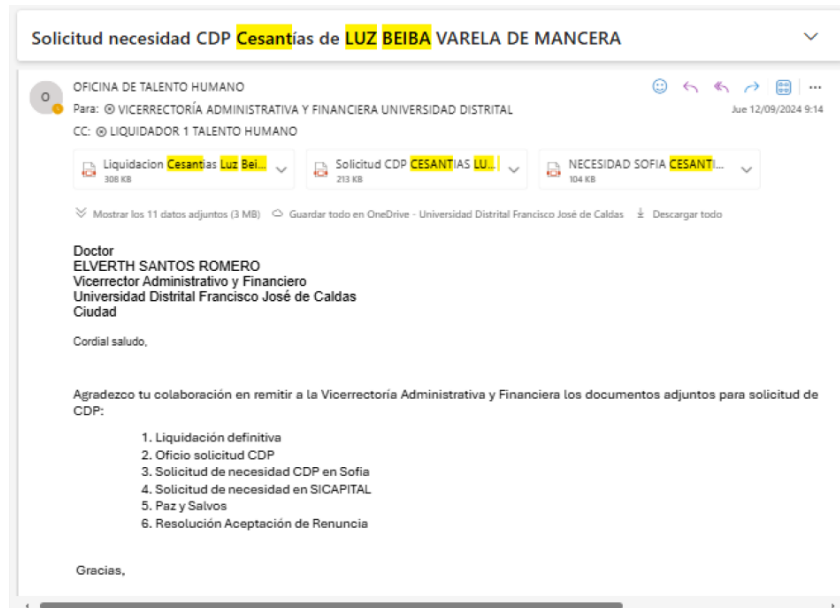 Solicitud necesidad CDP Cesantías de LUZ BEIBA VARELA DE MANCERA
O
OFICINA DE TALENTO HUMANO
Para: VICERRECTORÍA ADMINISTRATIVA Y FINANCIERA UNIVERSIDAD DISTRITAL
Jue 12/09/2024 9:14
CC: LIQUIDADOR 1 TALENTO HUMANO
Liquidacion Cesantias Luz Bei...
308 KB
Solicitud CDP CESANTIAS LU...
213 KB
NECESIDAD SOFIA CESANTI...
104 KB
Mostrar los 11 datos adjuntos (3 MB) Guardar todo en OneDrive - Universidad Distrital Francisco José de Caldas Descargar todo
Doctor
ELVERTH SANTOS ROMERO
Vicerrector Administrativo y Financiero
Universidad Distrital Francisco José de Caldas
Ciudad
Cordial saludo,
Agradezco tu colaboración en remitir a la Vicerrectoría Administrativa y Financiera los documentos adjuntos para solicitud de
CDP:
1. Liquidación definitiva
2. Oficio solicitud CDP
3. Solicitud de necesidad CDP en Sofia
4. Solicitud de necesidad en SICAPITAL
5. Paz y Salvos
6. Resolución Aceptación de Renuncia
Gracias,